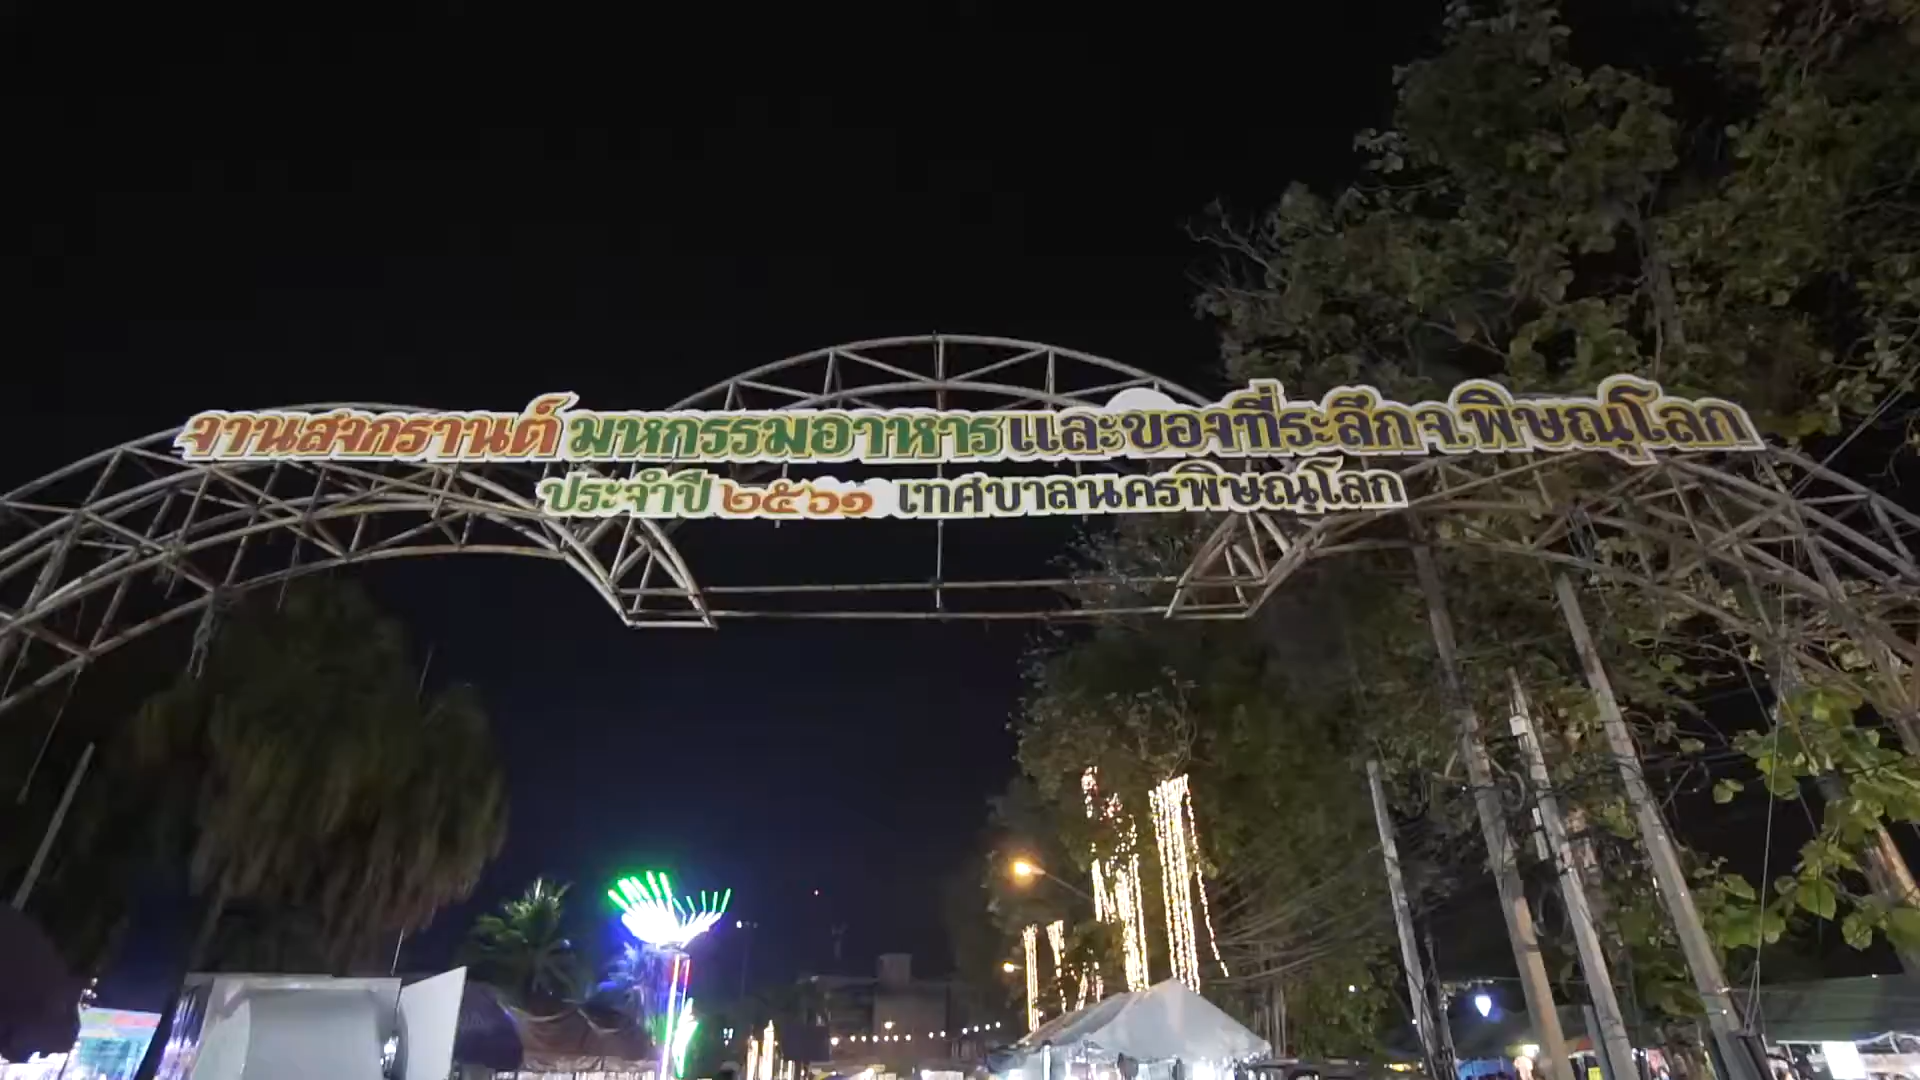 งานสงกรานต์ มหกรรมอาหารและของที่ระลึก จ.พิษณุโลก
ประจำปี ๒๕๖๑ เทศบาลนครพิษณุโลก